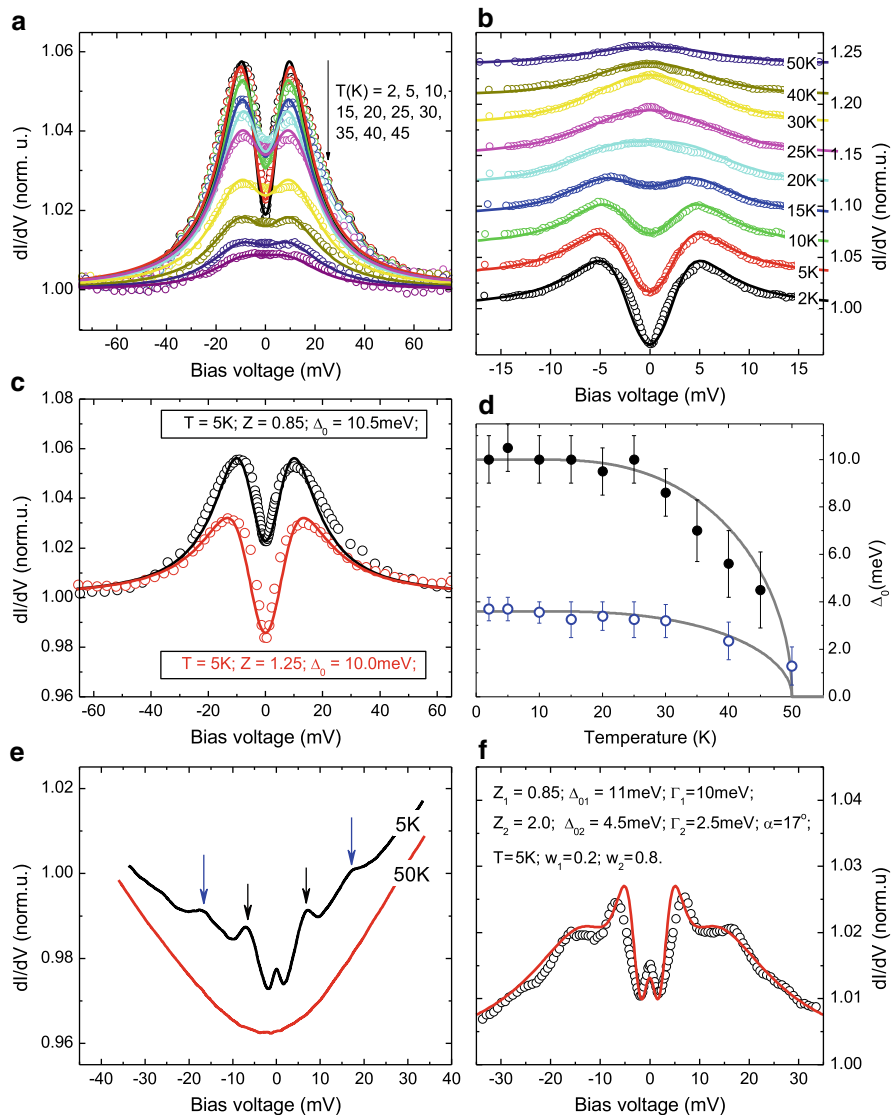 a
1.06
1.04
1.02
1.00
dI/dV (norm. u.)
T(K) = 2, 5, 10,
15, 20, 25, 30,
35, 40, 45
-60 -40 -20 0 20 40 60
Bias voltage (mV)
b
50K
40K
30K
25K
20K
15K
10K
5K
2K
1.25
1.20
1.15
1.10
1.05
1.00
dI/dV (norm. u.)
-15 -10 -5 0 5 10 15
Bias voltage (mV)
c
1.08
1.06
1.04
1.02
1.00
0.98
0.96
dI/dV (norm.u.)
T = 5K; Z = 0.85; Δ₀ = 10.5meV;
T = 5K; Z = 1.25; Δ₀ = 10.0meV;
-60 -40 -20 0 20 40 60
Bias voltage (mV)
d
10.0
8.0
6.0
4.0
2.0
0.0
Δ₀(meV)
0 10 20 30 40 50
Temperature (K)
e
1.02
1.00
0.98
0.96
dI/dV (norm.u.)
5K
50K
-40 -30 -20 -10 0 10 20 30 40
Bias voltage (mV)
f
Z₁ = 0.85; Δ₀₁ = 11meV; Γ₁=10meV;
Z₂ = 2.0; Δ₀₂ = 4.5meV; Γ₂=2.5meV; α=17°;
T=5K; w₁=0.2; w₂=0.8.
1.04
1.03
1.02
1.01
1.00
dI/dV (norm.u)
-30 -20 -10 0 10 20 30
Bias voltage (mV)